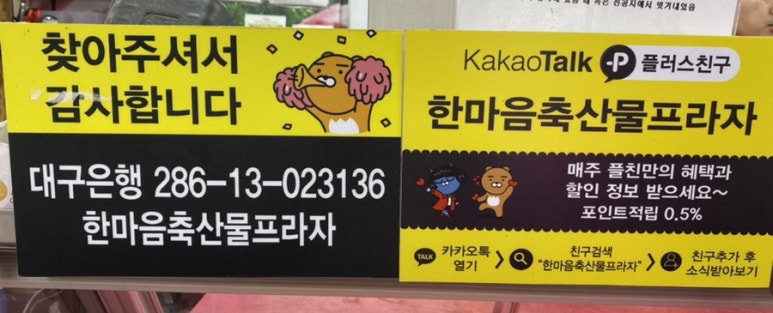 찾아주셔서
감사합니다
대구은행 286-13-023136
한마음축산물프라자
KakaoTalk P 플러스친구
한마음축산물프라자
매주 플친만의 혜택과
할인 정보 받으세요~
포인트적립 0.5%
TALK 카카오톡
열기
친구검색
"한마음축산물프라자"
친구추가 후
소식받아보기